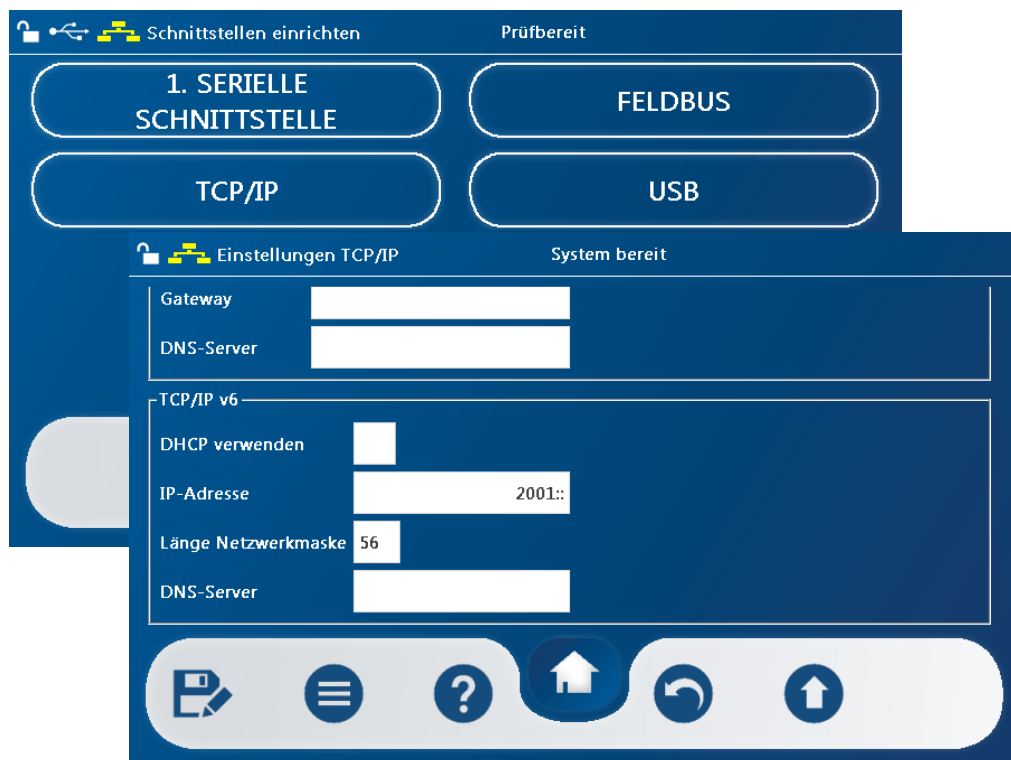 Schnittstellen einrichten Prüfbereit
1. SERIELLE
SCHNITTSTELLE
FELDBUS
TCP/IP
USB
Einstellungen TCP/IP System bereit
Gateway
DNS-Server
TCP/IP v6
DHCP verwenden
IP-Adresse 2001::
Länge Netzwerkmaske 56
DNS-Server
?